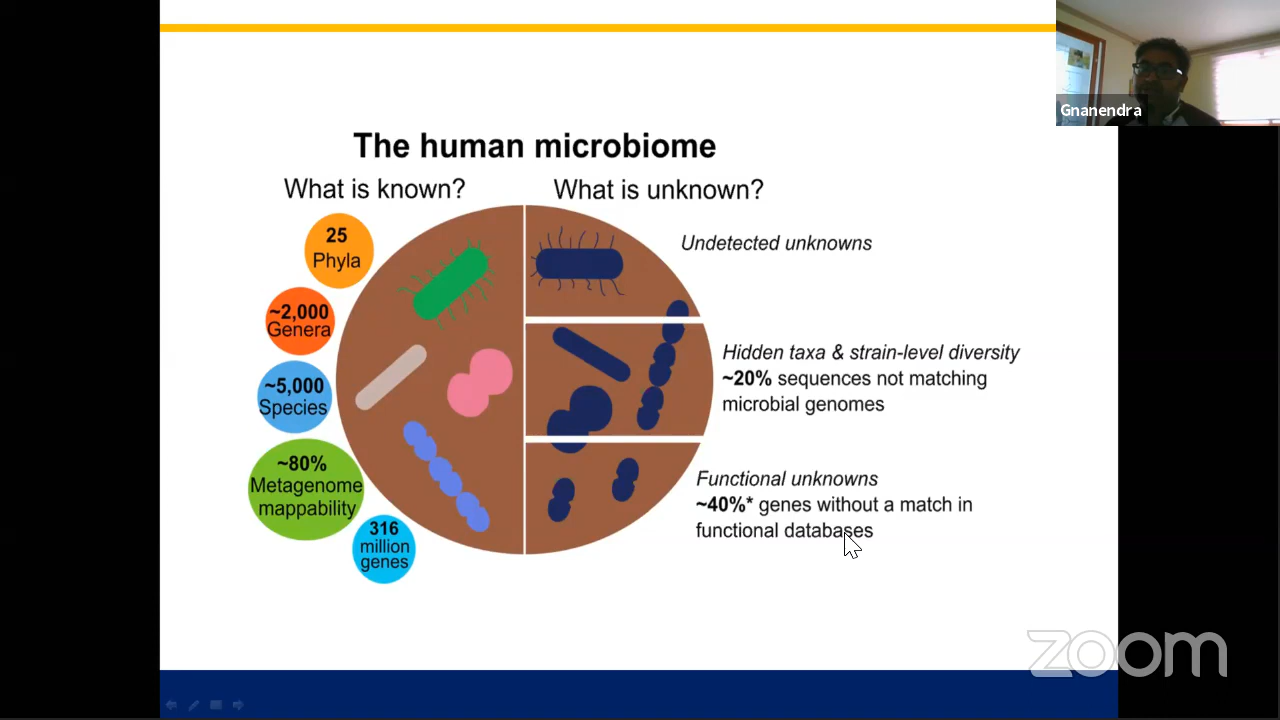 Gnanendra
The human microbiome
What is known?
What is unknown?
25
Phyla
~2,000
Genera
~5,000
Species
~80%
Metagenome
mappability
316
million
genes
Undetected unknowns
Hidden taxa & strain-level diversity
~20% sequences not matching
microbial genomes
Functional unknowns
~40%* genes without a match in
functional databases
zoom